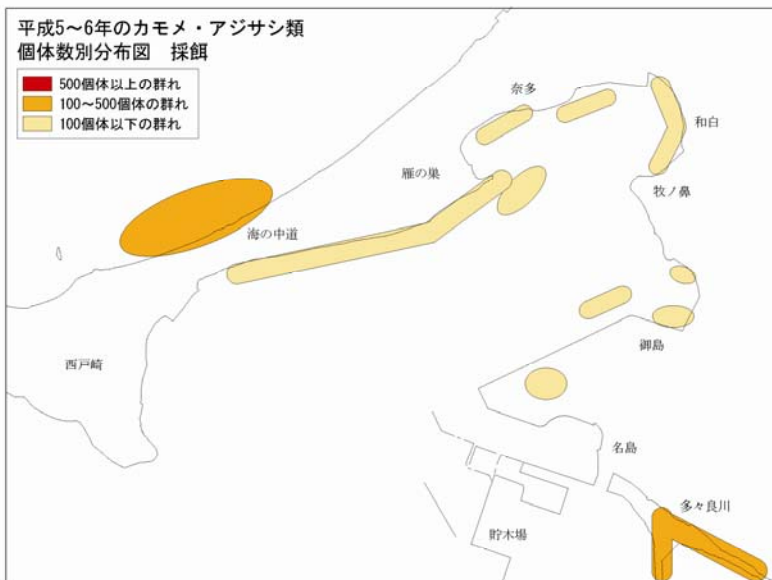 平成5～6年のカモメ・アジサシ類
個体数別分布図　採餌
500個体以上の群れ
100～500個体の群れ
100個体以下の群れ
奈多
和白
雁の巣
牧ノ鼻
海の中道
御島
西戸崎
名島
多々良川
貯木場